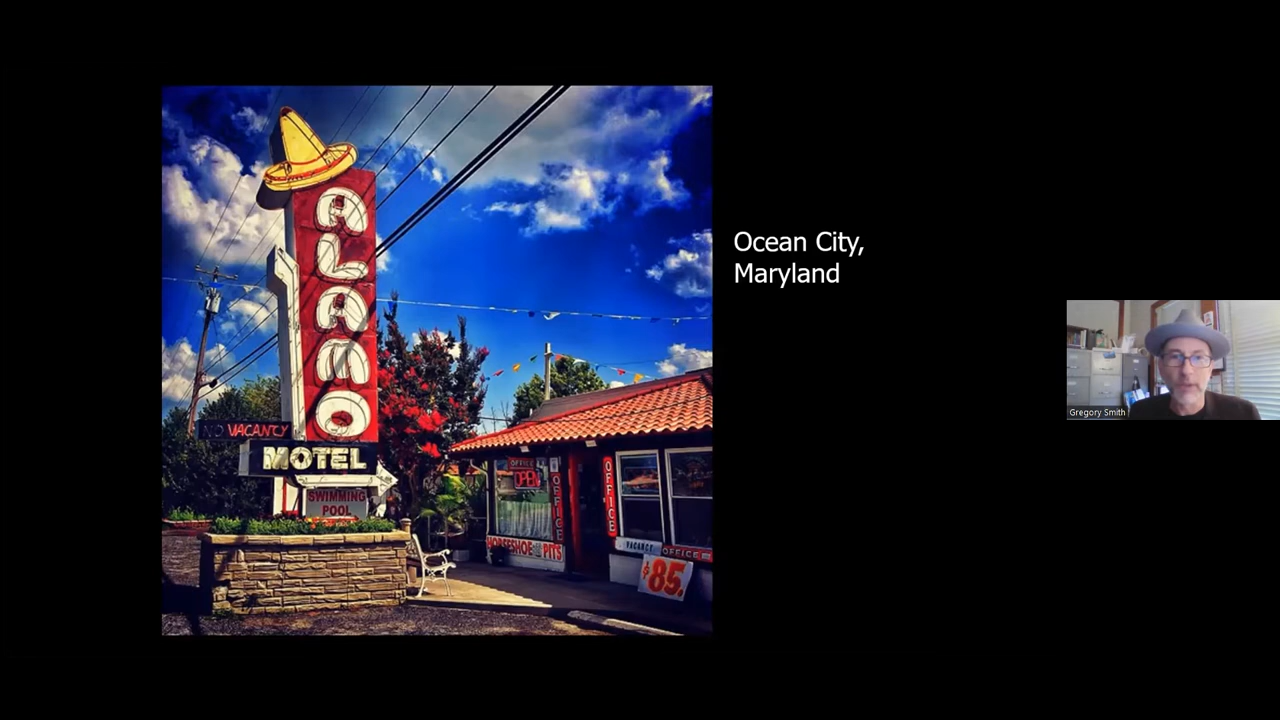 ALAMO
NO VACANCY
MOTEL
SWIMMING
POOL
OFFICE
OPEN
OFFICE
OFFICE
HORSESHOE PITS
VACANCY
OFFICE
$85.
Ocean City,
Maryland
Gregory Smith